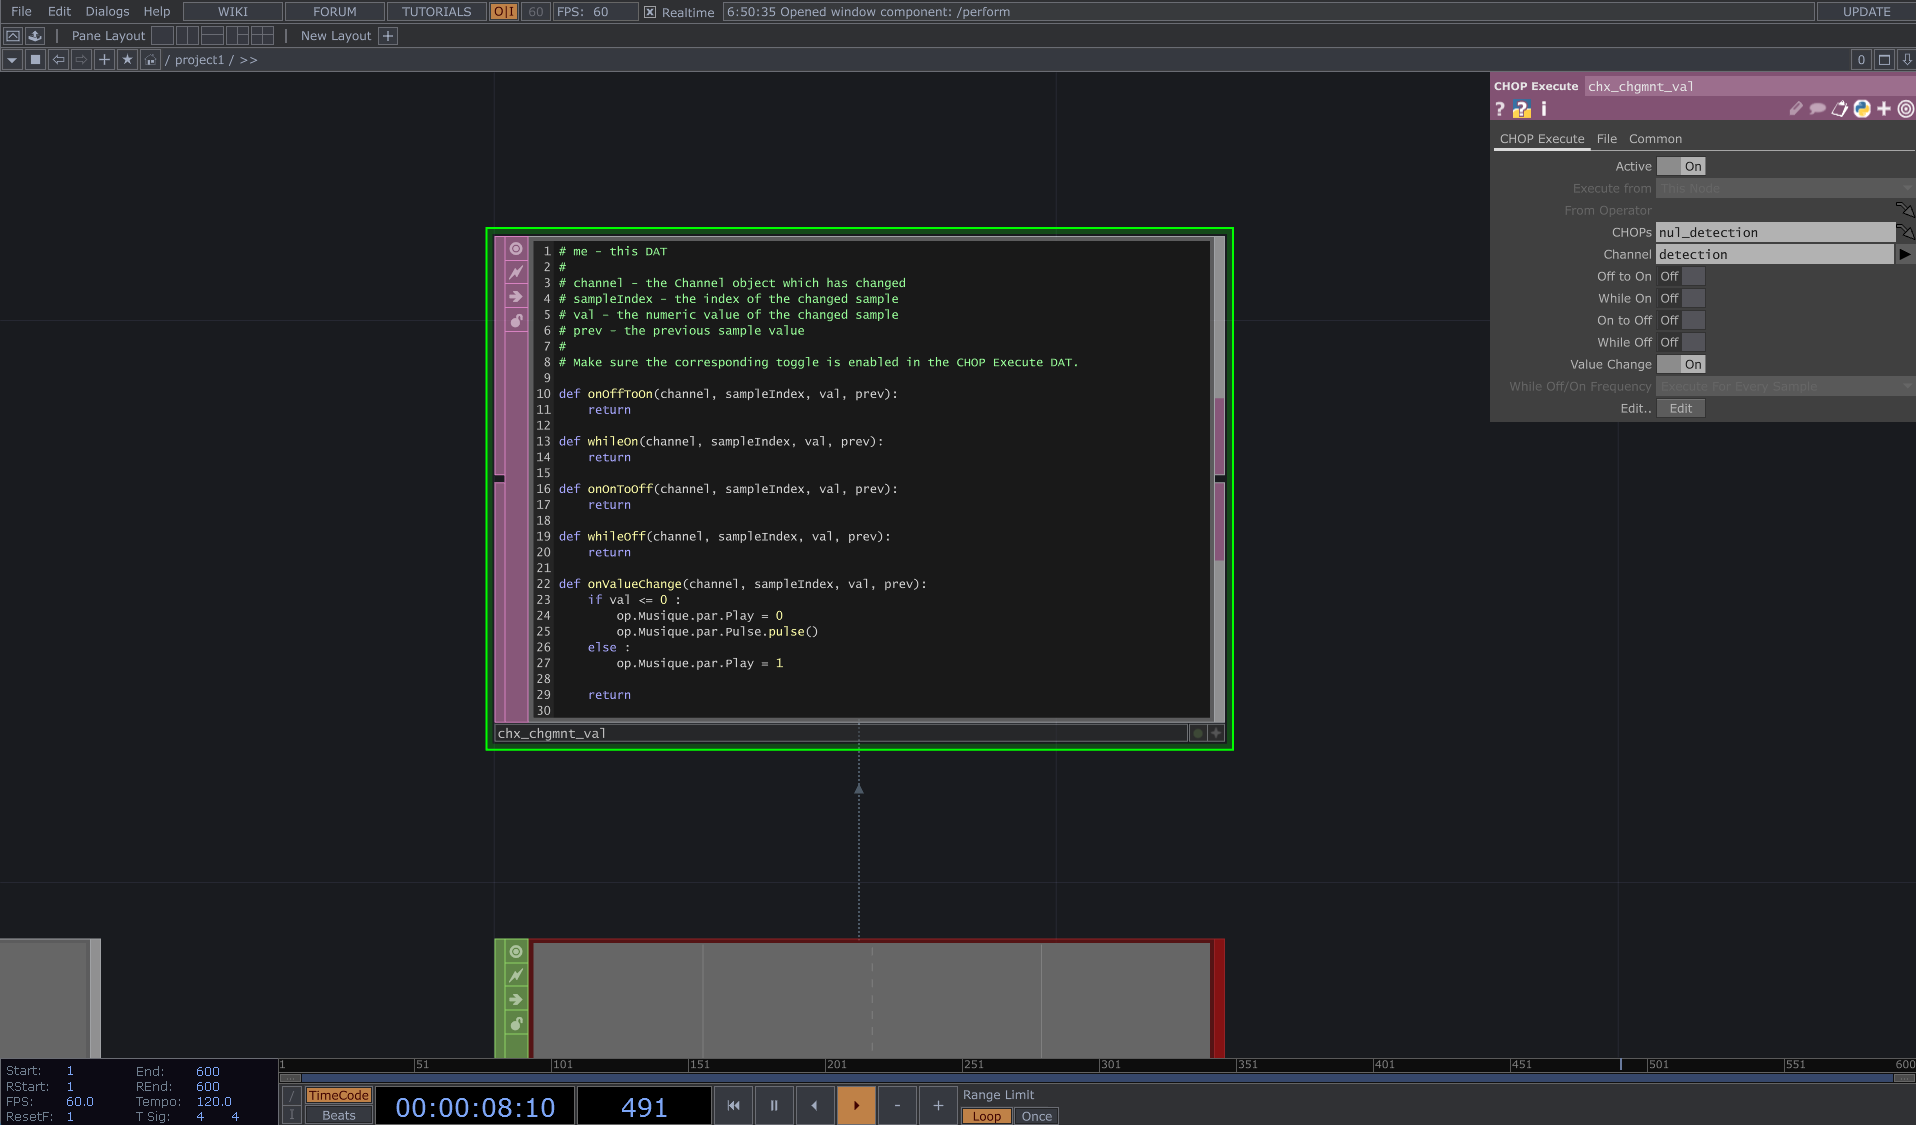 File Edit Dialogs Help WIKI FORUM TUTORIALS O|I 60 FPS: 60 Realtime 6:50:35 Opened window component: /perform UPDATE
Pane Layout New Layout +
/ project1 / >> 0
CHOP Execute chx_chgmnt_val
CHOP Execute File Common
Active On
Execute from This Node
From Operator
CHOPs nul_detection
Channel detection
Off to On Off
While On Off
On to Off Off
While Off Off
Value Change On
While Off/On Frequency Execute For Every Sample
Edit.. Edit
1 # me - this DAT
2 #
3 # channel - the Channel object which has changed
4 # sampleIndex - the index of the changed sample
5 # val - the numeric value of the changed sample
6 # prev - the previous sample value
7 #
8 # Make sure the corresponding toggle is enabled in the CHOP Execute DAT.
9
10 def onOffToOn(channel, sampleIndex, val, prev):
11 return
12
13 def whileOn(channel, sampleIndex, val, prev):
14 return
15
16 def onOnToOff(channel, sampleIndex, val, prev):
17 return
18
19 def whileOff(channel, sampleIndex, val, prev):
20 return
21
22 def onValueChange(channel, sampleIndex, val, prev):
23 if val <= 0 :
24 op.Musique.par.Play = 0
25 op.Musique.par.Pulse.pulse()
26 else :
27 op.Musique.par.Play = 1
28
29 return
30
chx_chgmnt_val
1 51 101 151 201 251 301 351 401 451 501 551 600
Start: 1 End: 600
RStart: 1 REnd: 600
FPS: 60.0 Tempo: 120.0
ResetF: 1 T Sig: 4 4
/ TimeCode
I Beats
00:00:08:10 491 - +
Range Limit
Loop Once